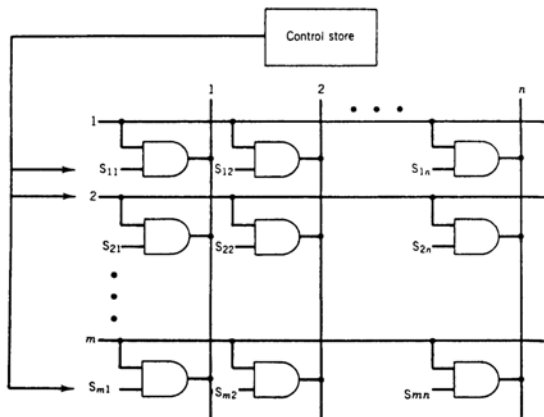 Control store
1 2 • • • n
1
S11 S12 S1n
2
S21 S22 S2n
m
Sm1 Sm2 Smn